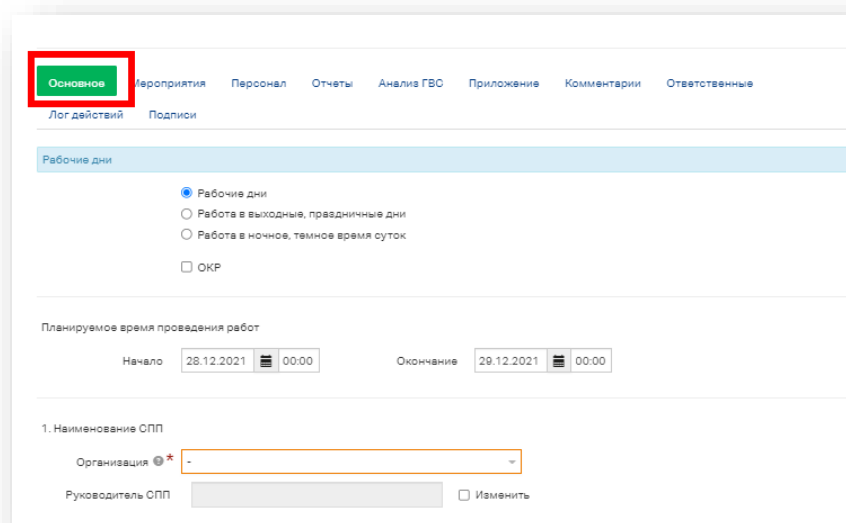 Основное Мероприятия Персонал Отчеты Анализ ГВС Приложение Комментарии Ответственные
Лог действий Подписи
Рабочие дни
Рабочие дни
Работа в выходные, праздничные дни
Работа в ночное, темное время суток
ОКР
Планируемое время проведения работ
Начало 28.12.2021 00:00 Окончание 29.12.2021 00:00
1. Наименование СПП
Организация ? * -
Руководитель СПП Изменить